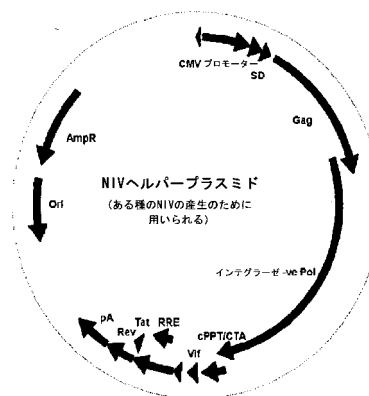 CMV プロモーター
SD
Gag
AmpR
Ori
NIVヘルパープラスミド
(ある種のNIVの産生のために
用いられる)
インテグラーゼ -ve Pol
cPPT/CTA
pA
Rev
Tat
RRE
Vif